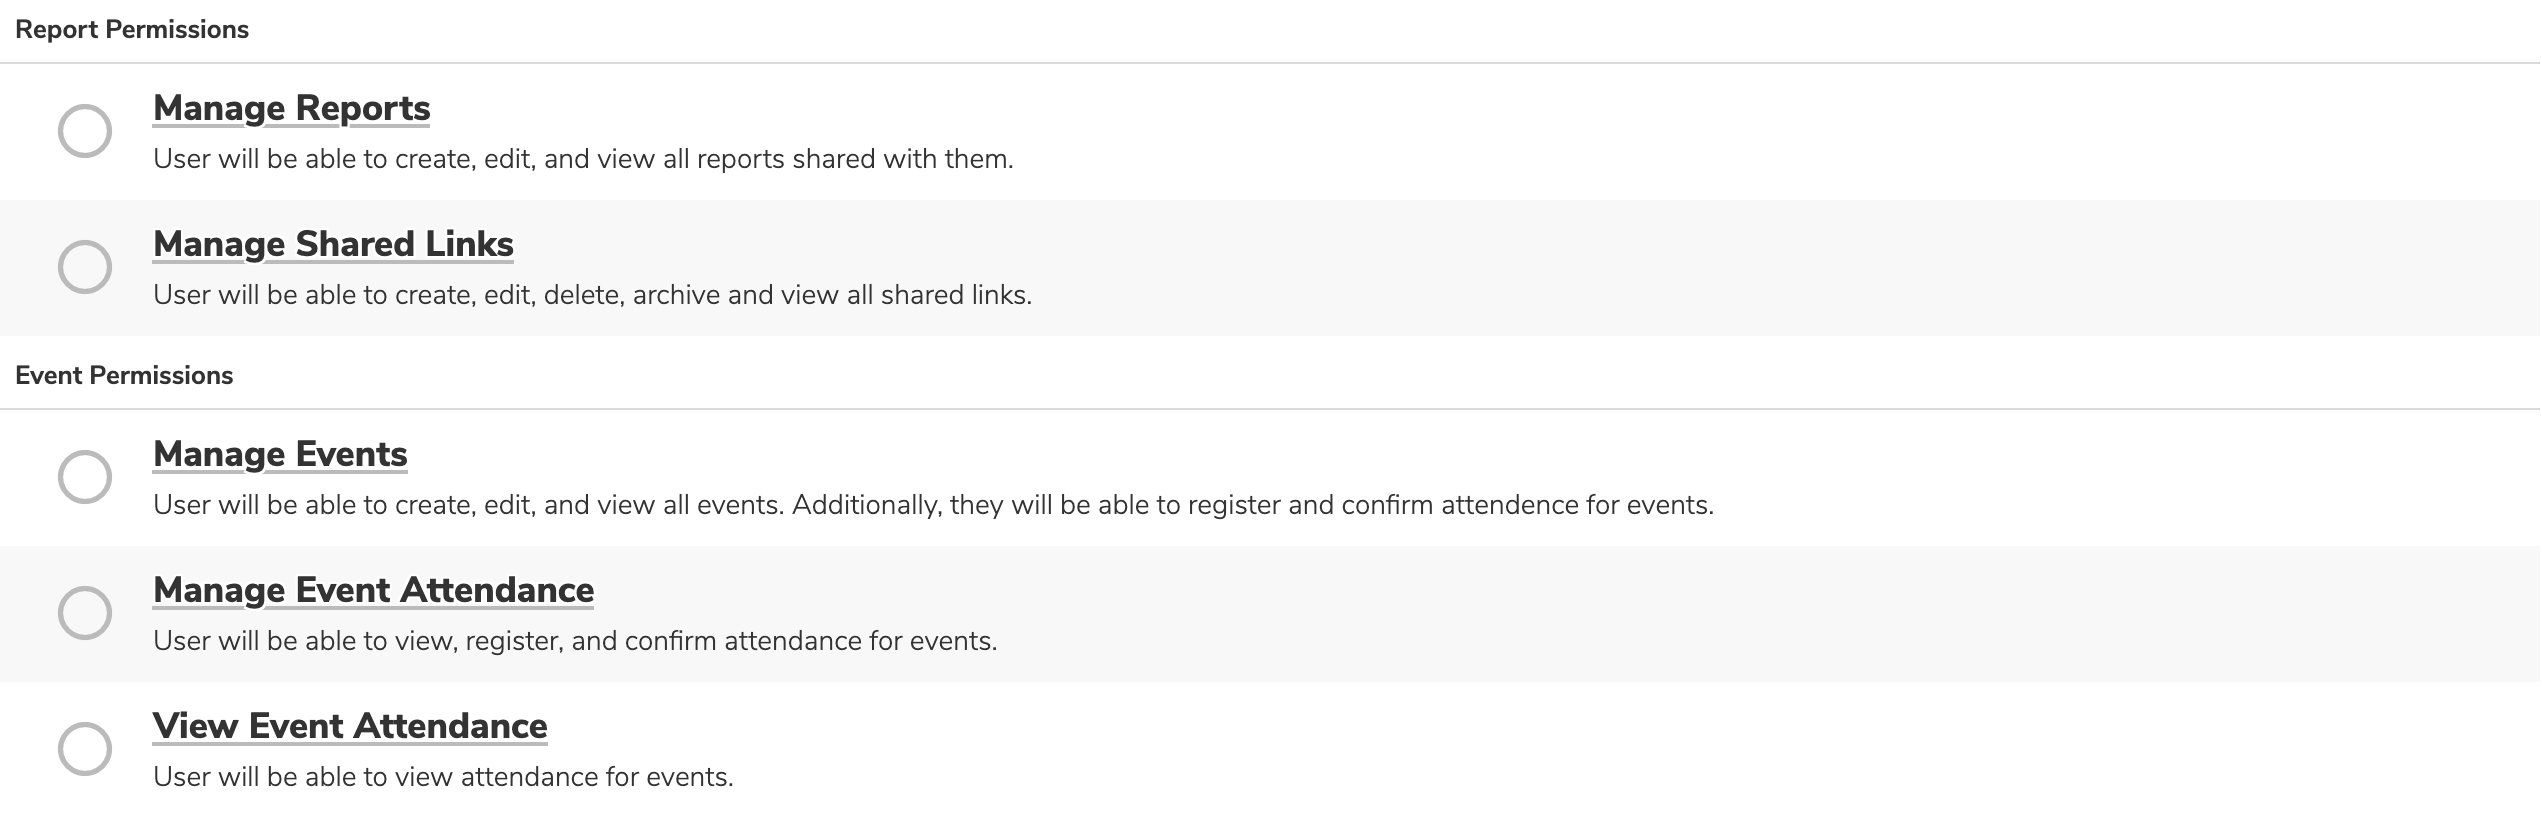 Report Permissions
Manage Reports
User will be able to create, edit, and view all reports shared with them.
Manage Shared Links
User will be able to create, edit, delete, archive and view all shared links.
Event Permissions
Manage Events
User will be able to create, edit, and view all events. Additionally, they will be able to register and confirm attendence for events.
Manage Event Attendance
User will be able to view, register, and confirm attendance for events.
View Event Attendance
User will be able to view attendance for events.